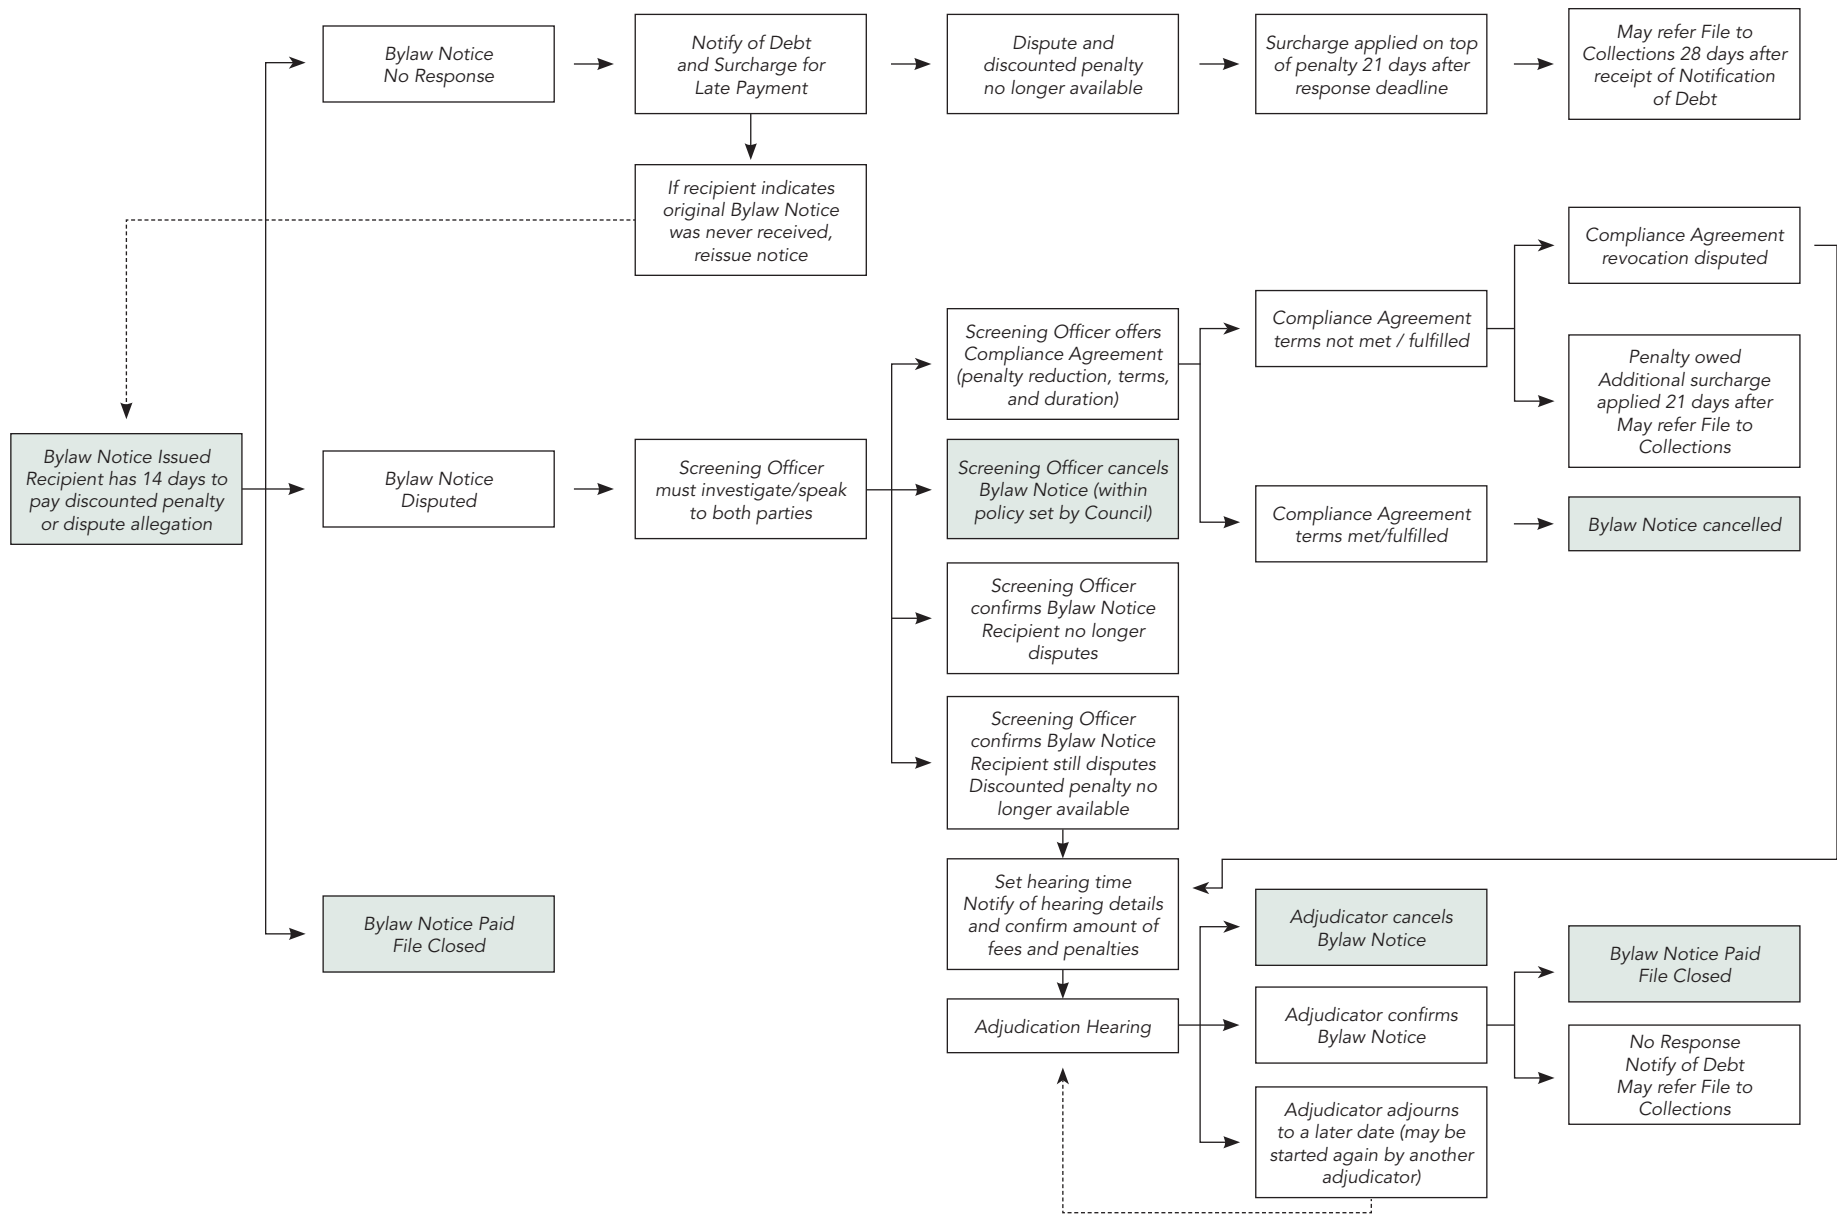 Bylaw Notice
No Response
Notify of Debt
and Surcharge for
Late Payment
Dispute and
discounted penalty
no longer available
Surcharge applied on top
of penalty 21 days after
response deadline
May refer File to
Collections 28 days after
receipt of Notification
of Debt
If recipient indicates
original Bylaw Notice
was never received,
reissue notice
Compliance Agreement
revocation disputed
Screening Officer offers
Compliance Agreement
(penalty reduction, terms,
and duration)
Compliance Agreement
terms not met / fulfilled
Penalty owed
Additional surcharge
applied 21 days after
May refer File to
Collections
Bylaw Notice Issued
Recipient has 14 days to
pay discounted penalty
or dispute allegation
Bylaw Notice
Disputed
Screening Officer
must investigate/speak
to both parties
Screening Officer cancels
Bylaw Notice (within
policy set by Council)
Compliance Agreement
terms met/fulfilled
Bylaw Notice cancelled
Screening Officer
confirms Bylaw Notice
Recipient no longer
disputes
Screening Officer
confirms Bylaw Notice
Recipient still disputes
Discounted penalty no
longer available
Bylaw Notice Paid
File Closed
Set hearing time
Notify of hearing details
and confirm amount of
fees and penalties
Adjudicator cancels
Bylaw Notice
Bylaw Notice Paid
File Closed
Adjudication Hearing
Adjudicator confirms
Bylaw Notice
No Response
Notify of Debt
May refer File to
Collections
Adjudicator adjourns
to a later date (may be
started again by another
adjudicator)